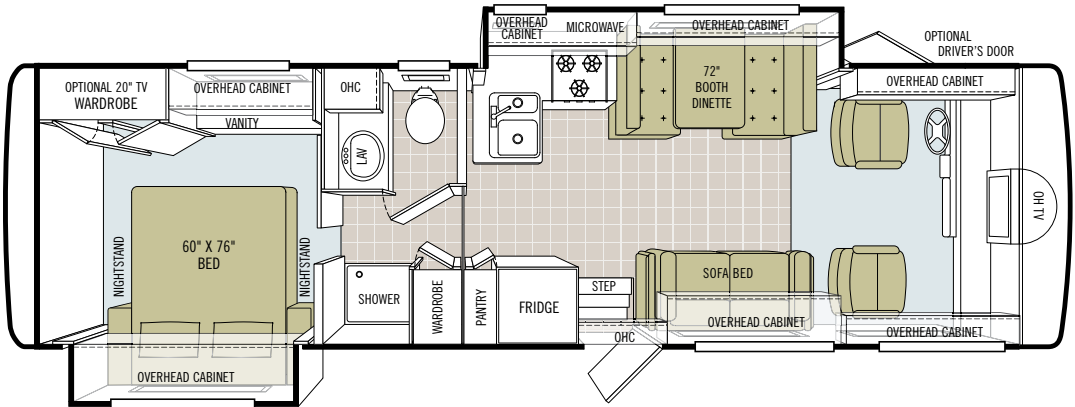 OVERHEAD
CABINET
MICROWAVE
OVERHEAD CABINET
OPTIONAL
DRIVER'S DOOR
OPTIONAL 20" TV
WARDROBE
OVERHEAD CABINET
OHC
72"
BOOTH
DINETTE
OVERHEAD CABINET
VANITY
LAV
OH TV
60" X 76"
BED
NIGHTSTAND
NIGHTSTAND
SHOWER
WARDROBE
PANTRY
FRIDGE
STEP
SOFA BED
OHC
OVERHEAD CABINET
OVERHEAD CABINET
OVERHEAD CABINET